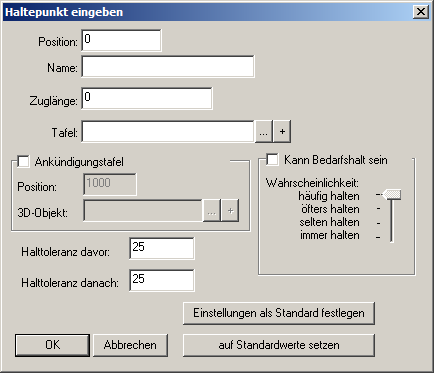 Haltepunkt eingeben
Position: 0
Name:
Zuglänge: 0
Tafel: ... +
Ankündigungstafel
Position: 1000
3D-Objekt: ... +
Kann Bedarfshalt sein
Wahrscheinlichkeit:
häufig halten
öfters halten
selten halten
immer halten
Halttoleranz davor: 25
Halttoleranz danach: 25
Einstellungen als Standard festlegen
OK Abbrechen auf Standardwerte setzen